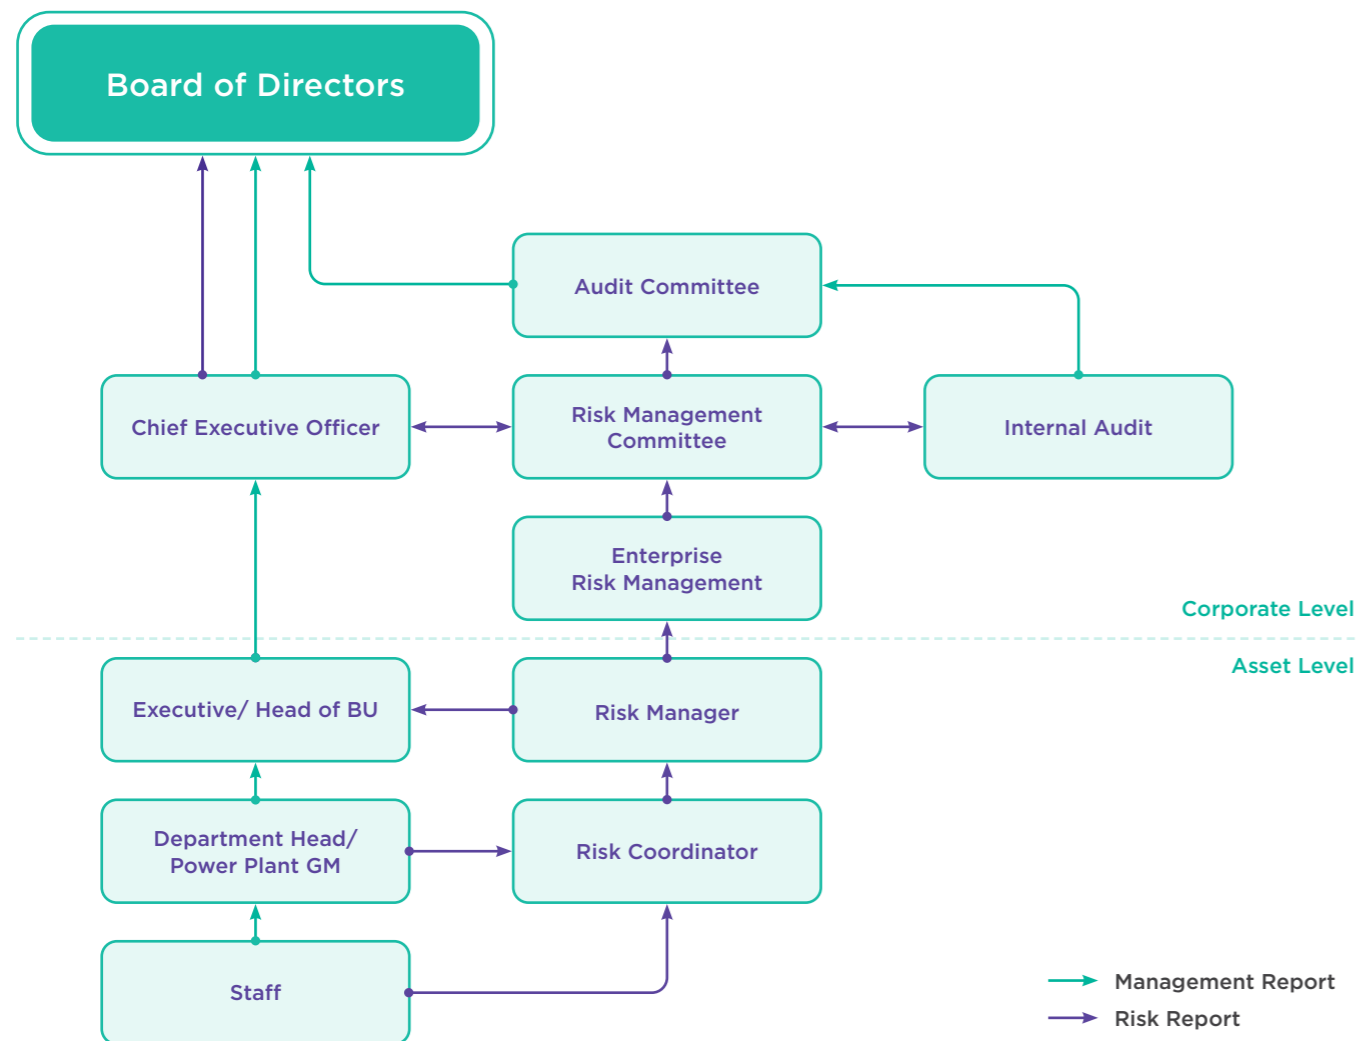 Board of Directors
Audit Committee
Chief Executive Officer
Risk Management
Committee
Internal Audit
Enterprise
Risk Management
Corporate Level
Asset Level
Executive/ Head of BU
Risk Manager
Department Head/
Power Plant GM
Risk Coordinator
Staff
Management Report
Risk Report